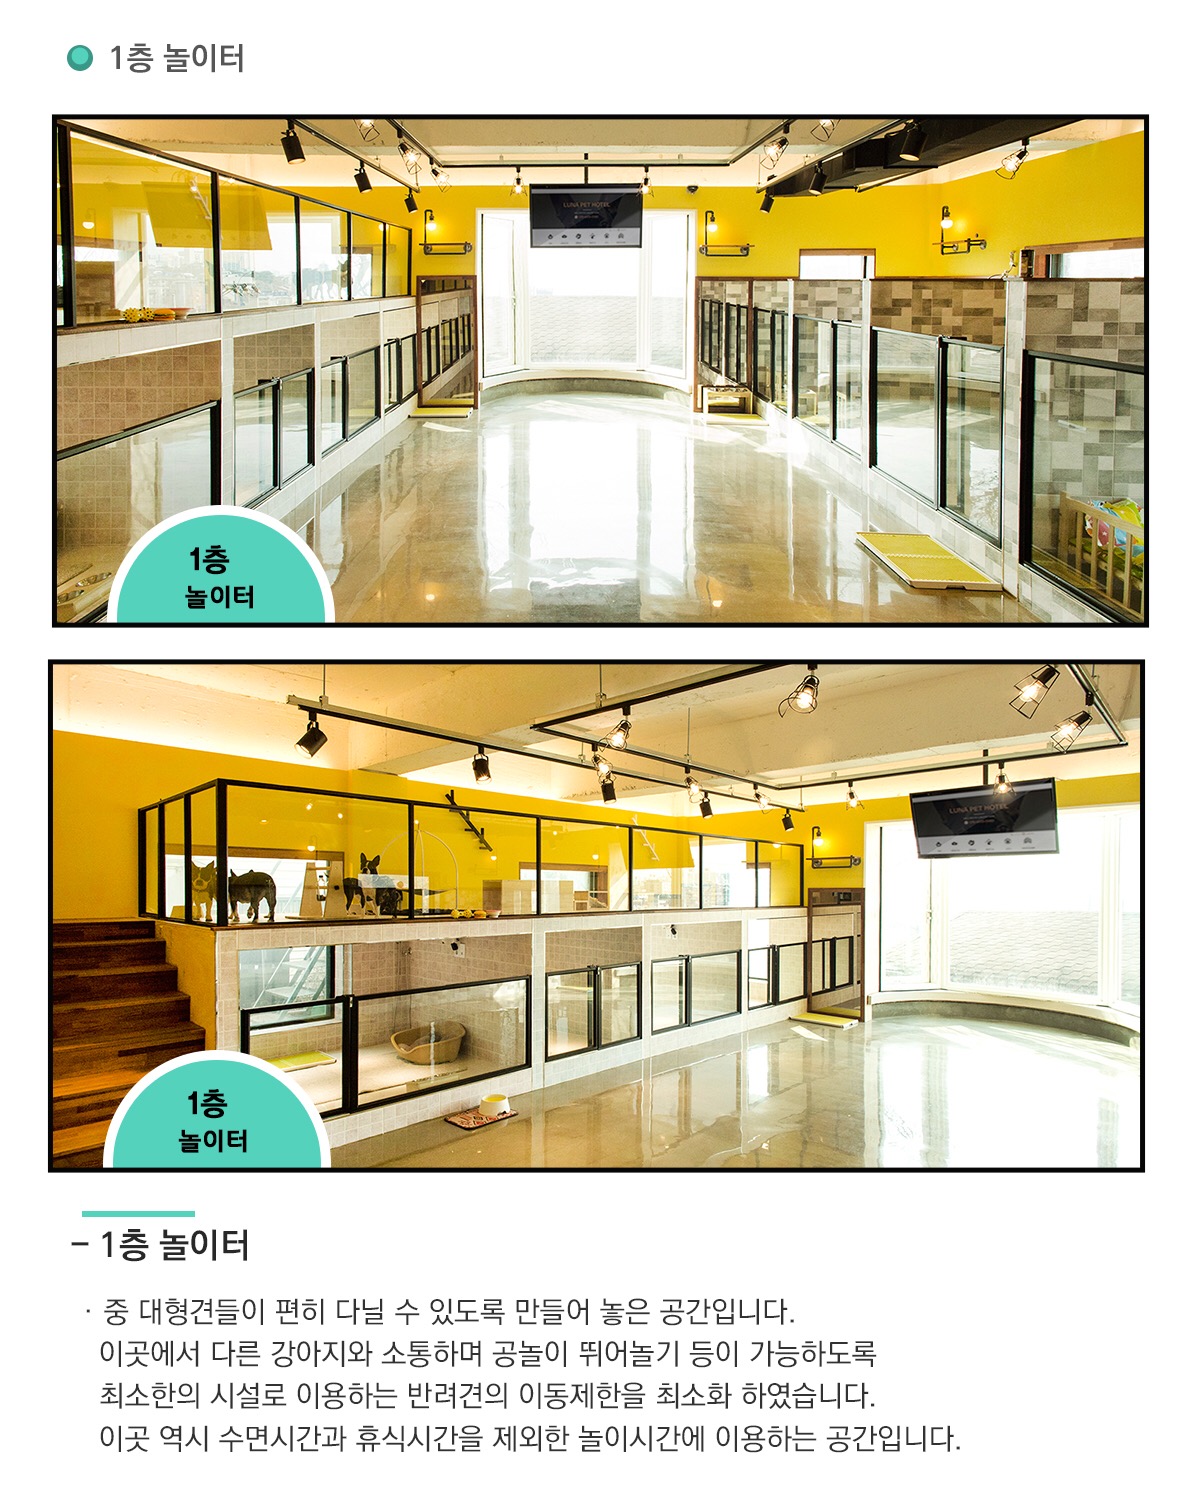 1층 놀이터
LUNA PET HOTEL
1층
놀이터
LUNA PET HOTEL
1층
놀이터
- 1층 놀이터
· 중 대형견들이 편히 다닐 수 있도록 만들어 놓은 공간입니다.
이곳에서 다른 강아지와 소통하며 공놀이 뛰어놀기 등이 가능하도록
최소한의 시설로 이용하는 반려견의 이동제한을 최소화 하였습니다.
이곳 역시 수면시간과 휴식시간을 제외한 놀이시간에 이용하는 공간입니다.